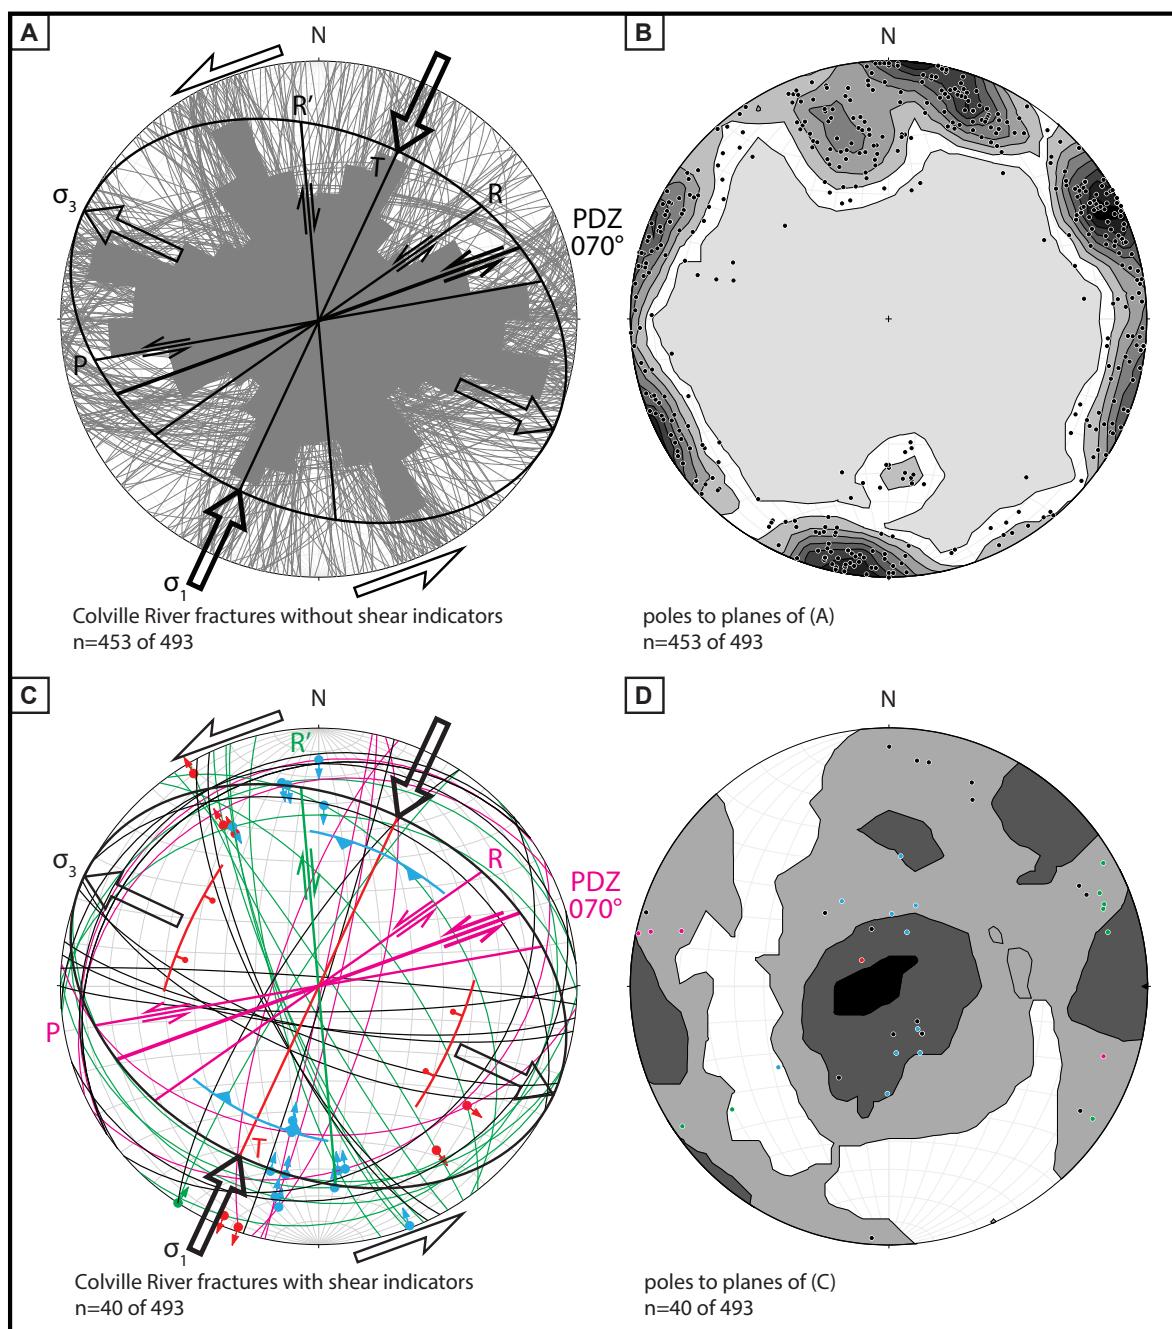 A
N
R'
T
R
σ3
PDZ
070°
P
σ1
Colville River fractures without shear indicators
n=453 of 493
B
N
poles to planes of (A)
n=453 of 493
C
N
R'
σ3
R
PDZ
070°
P
T
σ1
Colville River fractures with shear indicators
n=40 of 493
D
N
poles to planes of (C)
n=40 of 493